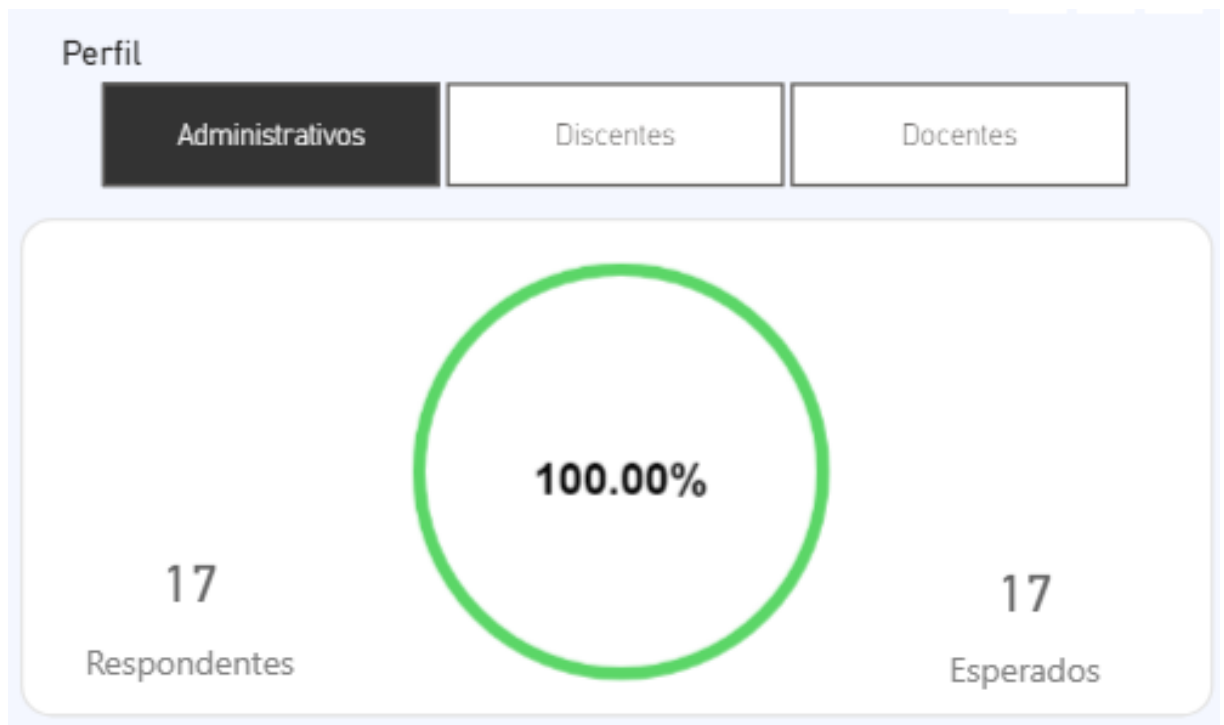 Perfil
Administrativos
Discentes
Docentes
100.00%
17
Respondentes
17
Esperados